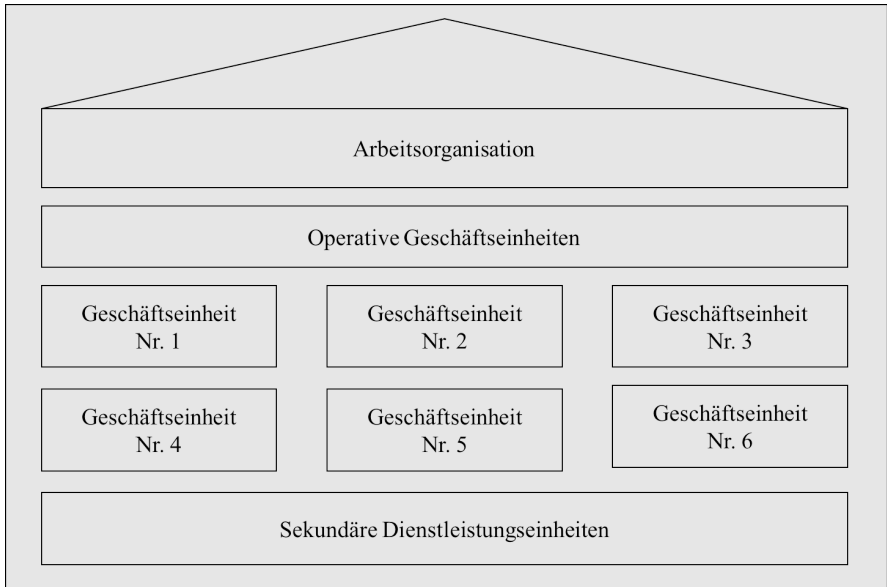 Arbeitsorganisation
Operative Geschäftseinheiten
Geschäftseinheit
Nr. 1
Geschäftseinheit
Nr. 2
Geschäftseinheit
Nr. 3
Geschäftseinheit
Nr. 4
Geschäftseinheit
Nr. 5
Geschäftseinheit
Nr. 6
Sekundäre Dienstleistungseinheiten